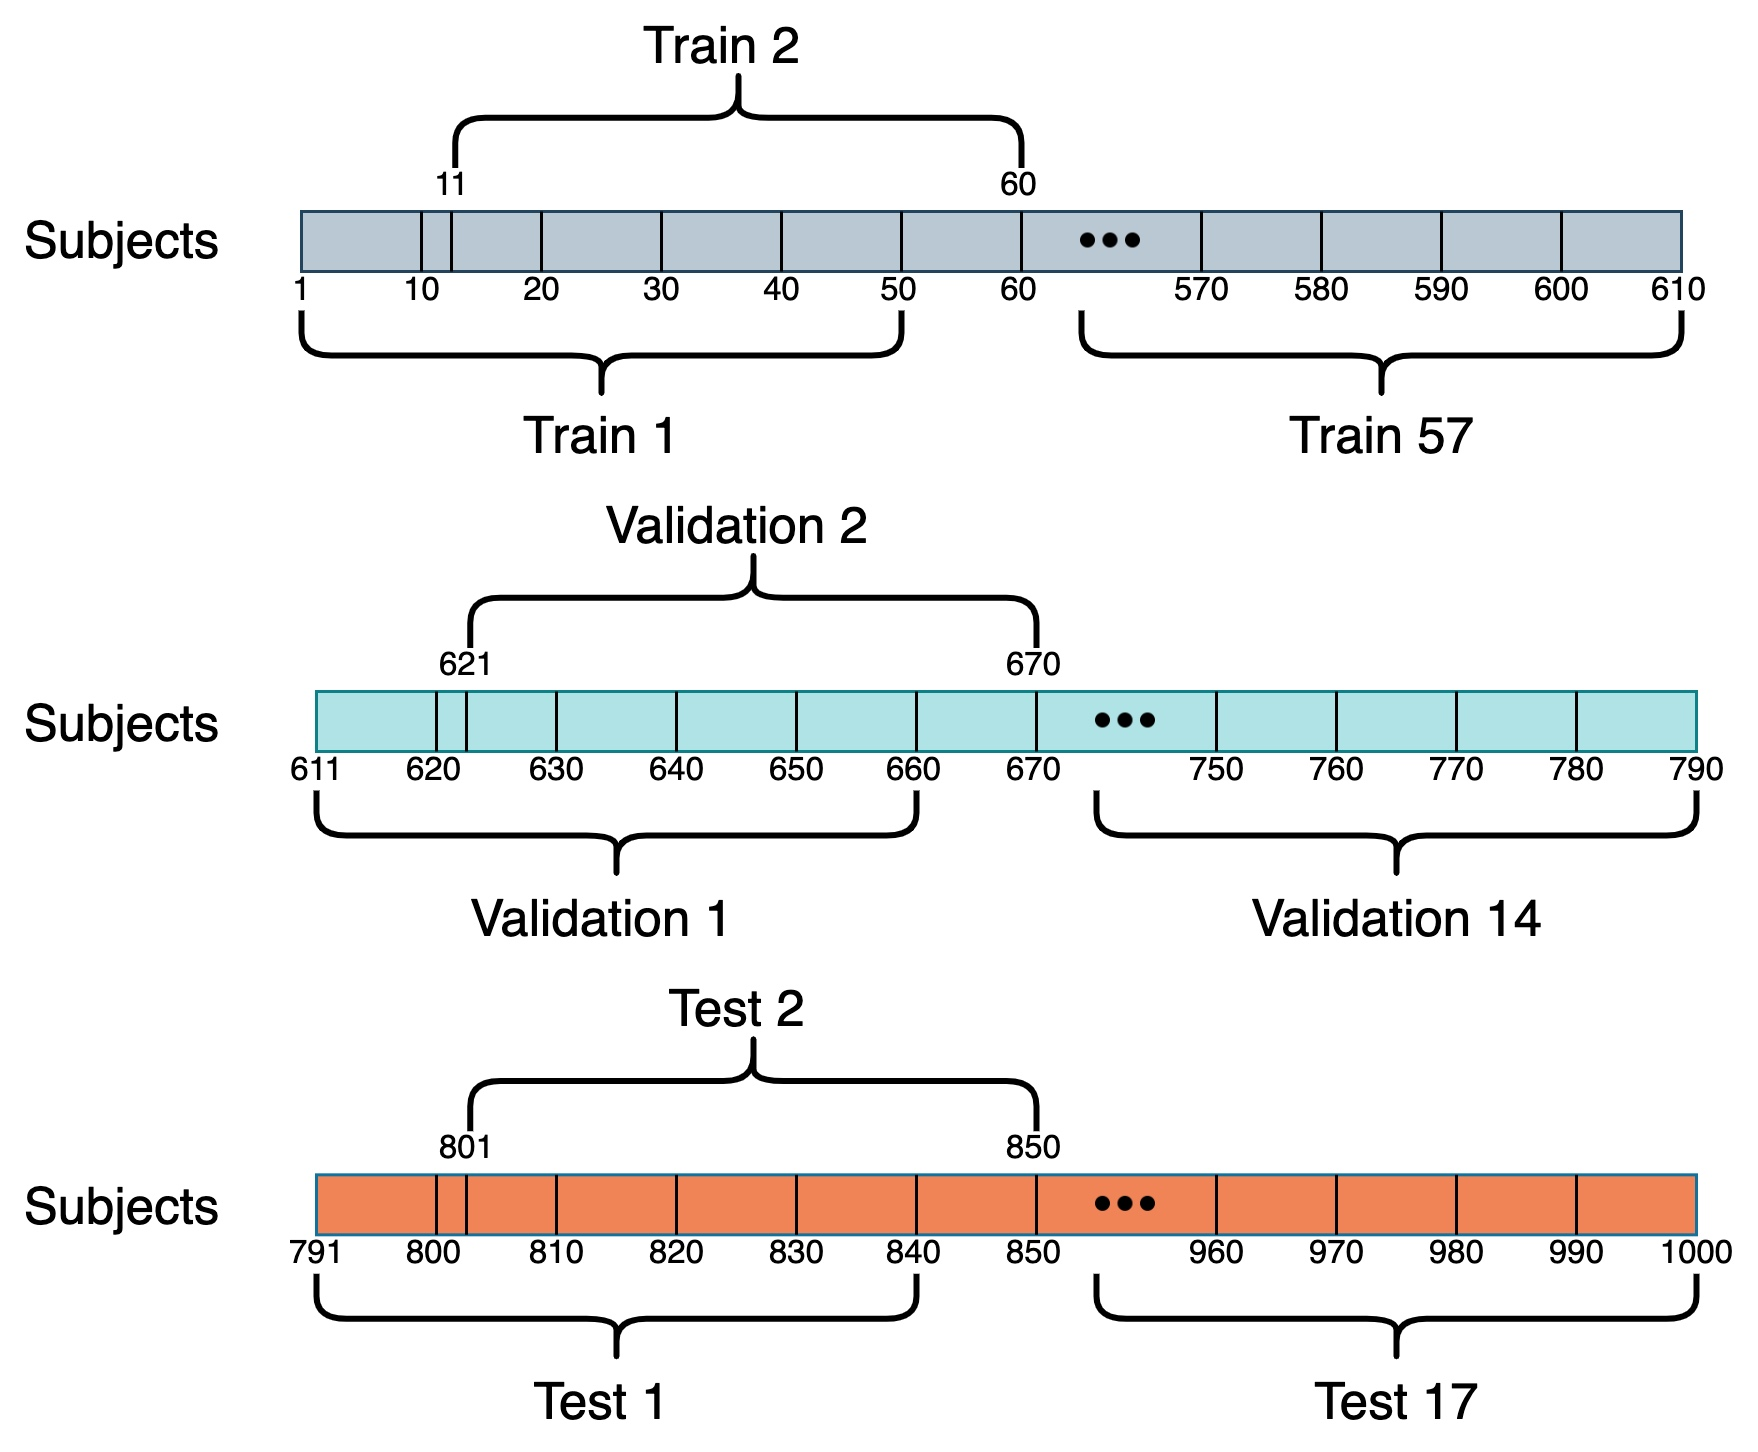 Train 2
11 60
Subjects
1 10 20 30 40 50 60 570 580 590 600 610
Train 1 Train 57
Validation 2
621 670
Subjects
611 620 630 640 650 660 670 750 760 770 780 790
Validation 1 Validation 14
Test 2
801 850
Subjects
791 800 810 820 830 840 850 960 970 980 990 1000
Test 1 Test 17